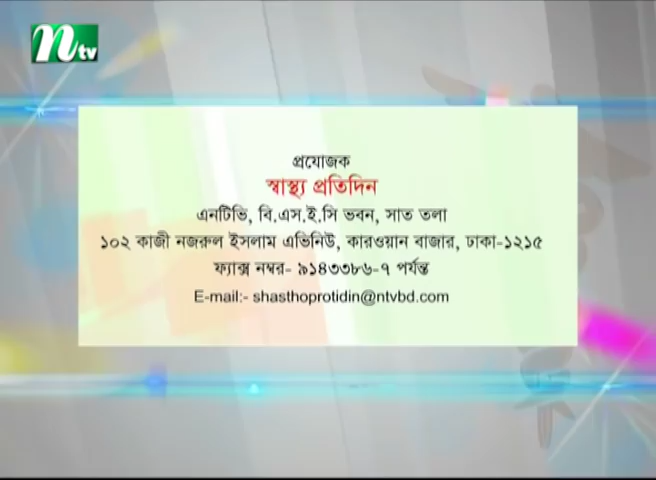 ntv
প্রযোজক
স্বাস্থ্য প্রতিদিন
এনটিভি, বি.এস.ই.সি ভবন, সাত তলা
১০২ কাজী নজরুল ইসলাম এভিনিউ, কারওয়ান বাজার, ঢাকা-১২১৫
ফ্যাক্স নম্বর- ৯১৪৩৩৮৬-৭ পর্যন্ত
E-mail:- shasthoprotidin@ntvbd.com